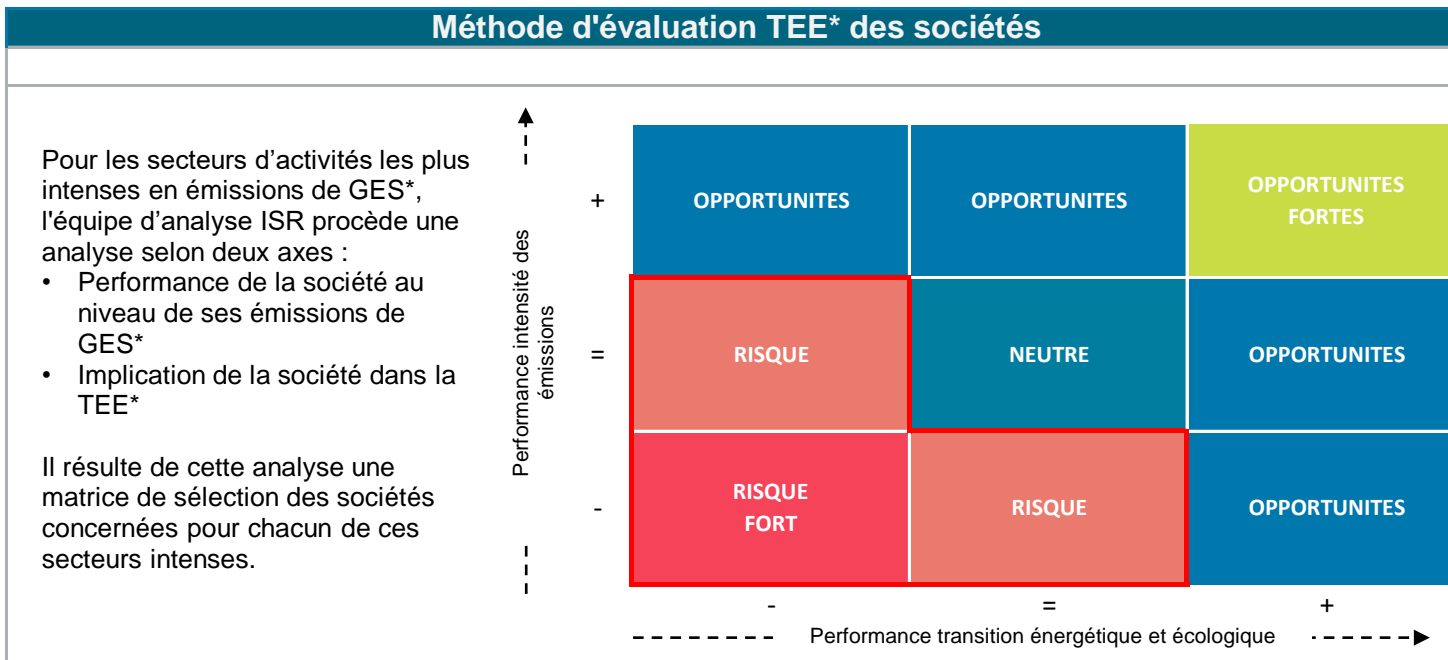 Méthode d'évaluation TEE* des sociétés
Pour les secteurs d’activités les plus
intenses en émissions de GES*,
l'équipe d’analyse ISR procède une
analyse selon deux axes :
• Performance de la société au
niveau de ses émissions de
GES*
• Implication de la société dans la
TEE*
Il résulte de cette analyse une
matrice de sélection des sociétés
concernées pour chacun de ces
secteurs intenses.
Performance intensité des
émissions
+
OPPORTUNITES
OPPORTUNITES
OPPORTUNITES
FORTES
=
RISQUE
NEUTRE
OPPORTUNITES
-
RISQUE
FORT
RISQUE
OPPORTUNITES
-
=
+
Performance transition énergétique et écologique